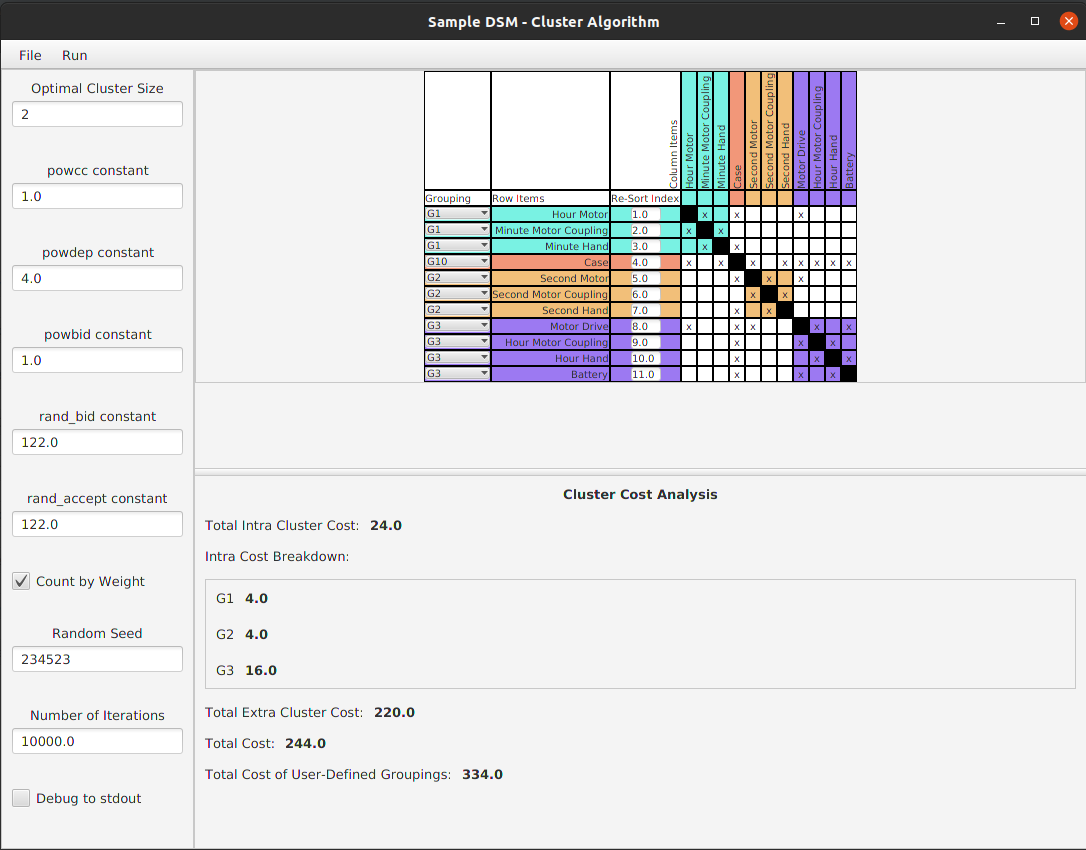 Sample DSM - Cluster Algorithm
File Run
Optimal Cluster Size
2
powcc constant
1.0
powdep constant
4.0
powbid constant
1.0
rand_bid constant
122.0
rand_accept constant
122.0
Count by Weight
Random Seed
234523
Number of Iterations
10000.0
Debug to stdout
Column Items
Hour Motor
Minute Motor Coupling
Minute Hand
Case
Second Motor
Second Motor Coupling
Second Hand
Motor Drive
Hour Motor Coupling
Hour Hand
Battery
Grouping Row Items Re-Sort Index
G1 Hour Motor 1.0 x x x
G1 Minute Motor Coupling 2.0 x x
G1 Minute Hand 3.0 x x
G10 Case 4.0 x x x x x x x x
G2 Second Motor 5.0 x x x
G2 Second Motor Coupling 6.0 x x
G2 Second Hand 7.0 x x
G3 Motor Drive 8.0 x x x x x
G3 Hour Motor Coupling 9.0 x x x
G3 Hour Hand 10.0 x x x
G3 Battery 11.0 x x x
Cluster Cost Analysis
Total Intra Cluster Cost: 24.0
Intra Cost Breakdown:
G1 4.0
G2 4.0
G3 16.0
Total Extra Cluster Cost: 220.0
Total Cost: 244.0
Total Cost of User-Defined Groupings: 334.0